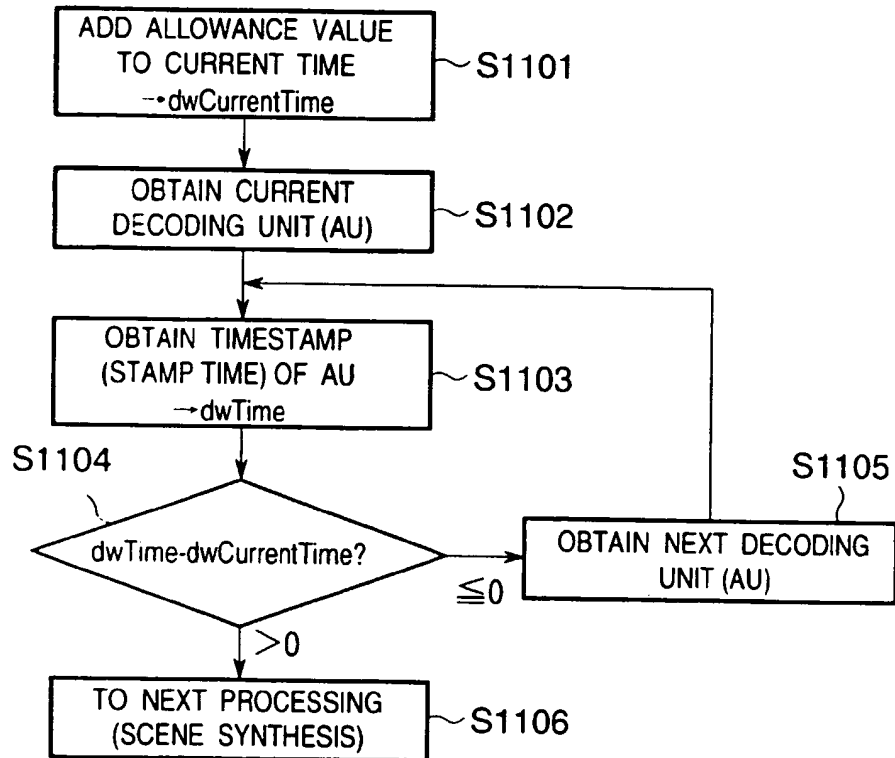 ADD ALLOWANCE VALUE
TO CURRENT TIME
→dwCurrentTime
S1101
OBTAIN CURRENT
DECODING UNIT (AU)
S1102
OBTAIN TIMESTAMP
(STAMP TIME) OF AU
→dwTime
S1103
S1104
dwTime-dwCurrentTime?
≦0
>0
S1105
OBTAIN NEXT DECODING
UNIT (AU)
TO NEXT PROCESSING
(SCENE SYNTHESIS)
S1106